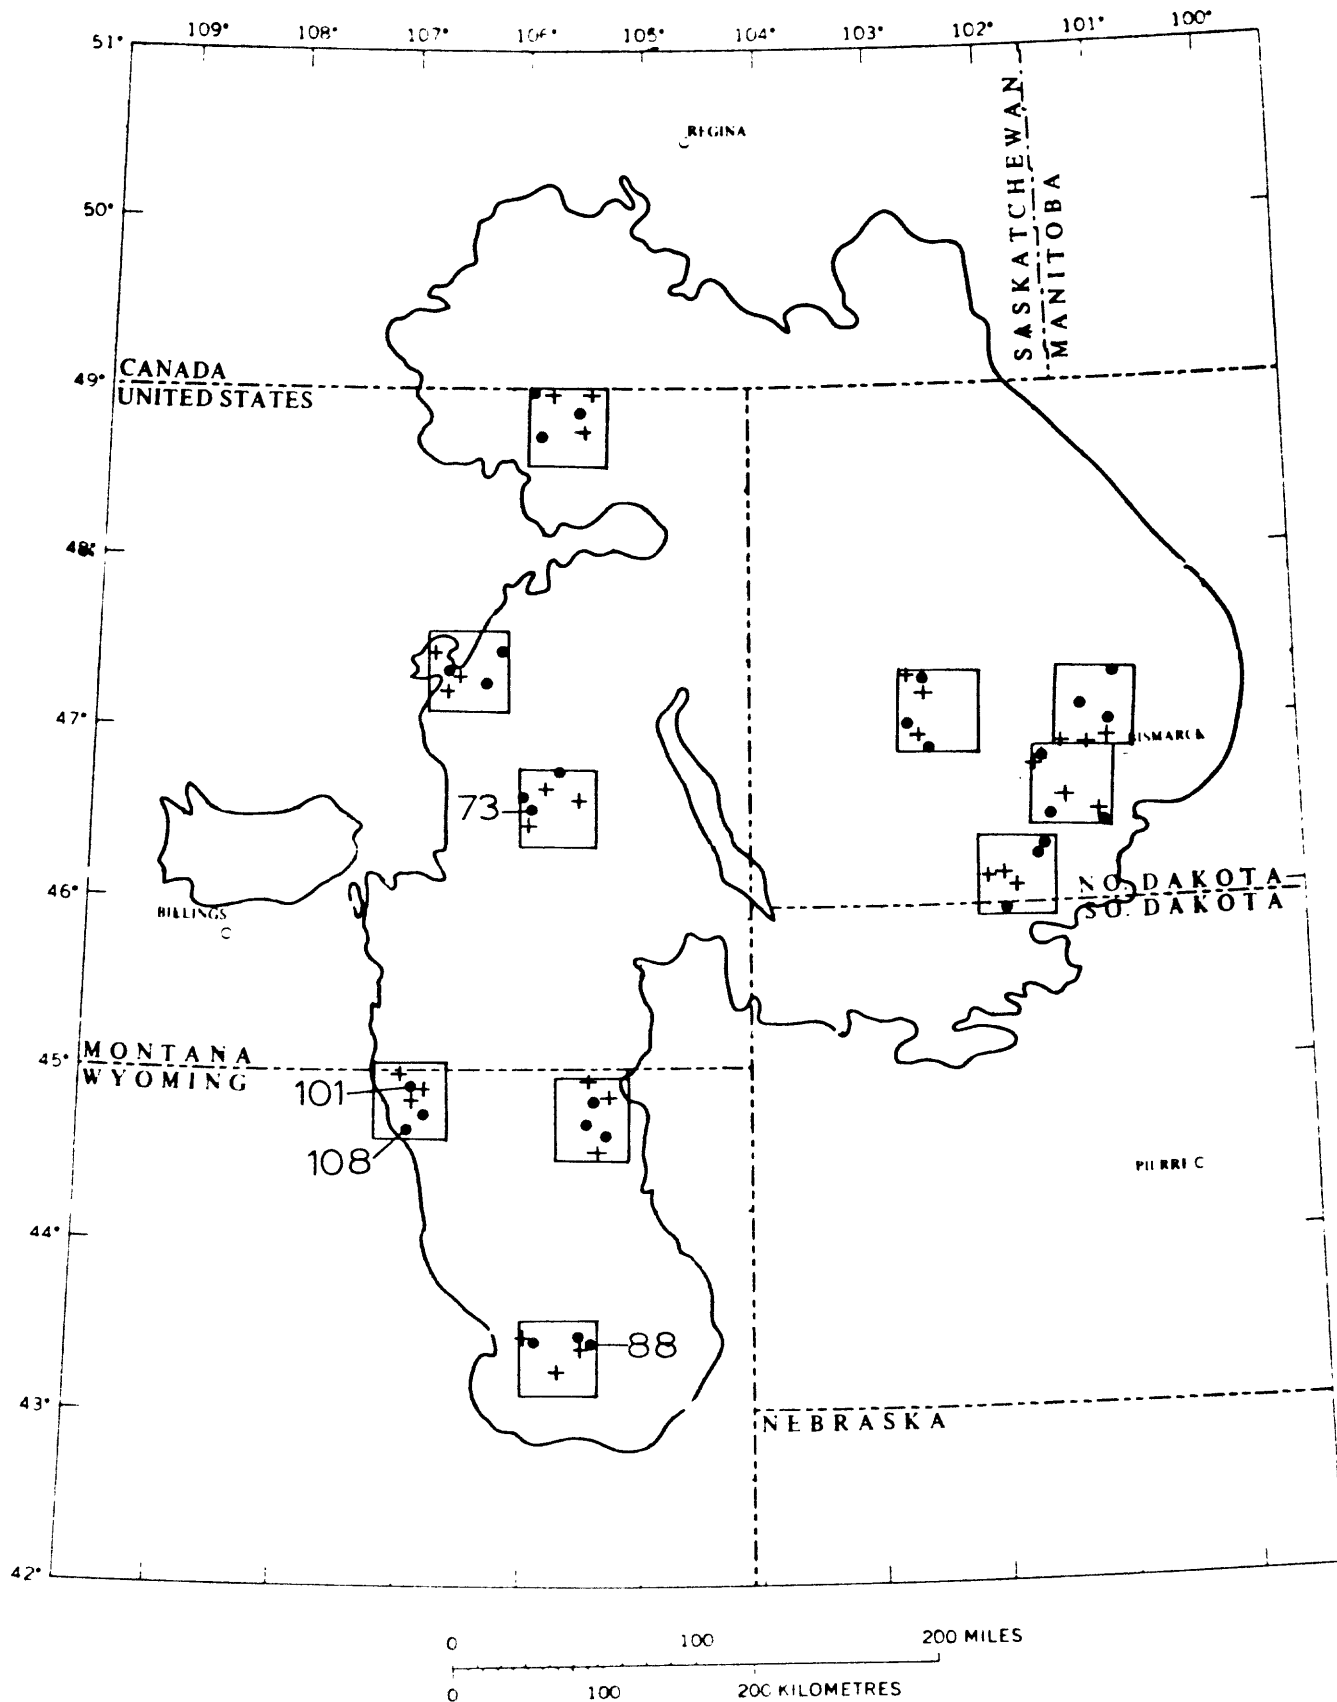 109° 108° 107° 106° 105° 104° 103° 102° 101° 100°
51°
REGINA
SASKATCHEWAN
MANITOBA
50°
CANADA
49°
UNITED STATES
48°
47°
BISMARCK
73
46°
NO. DAKOTA
SO. DAKOTA
BILLINGS
45°
MONTANA
WYOMING
101
108
PIERRE
44°
88
43°
NEBRASKA
42°
0 100 200 MILES
0 100 200 KILOMETRES